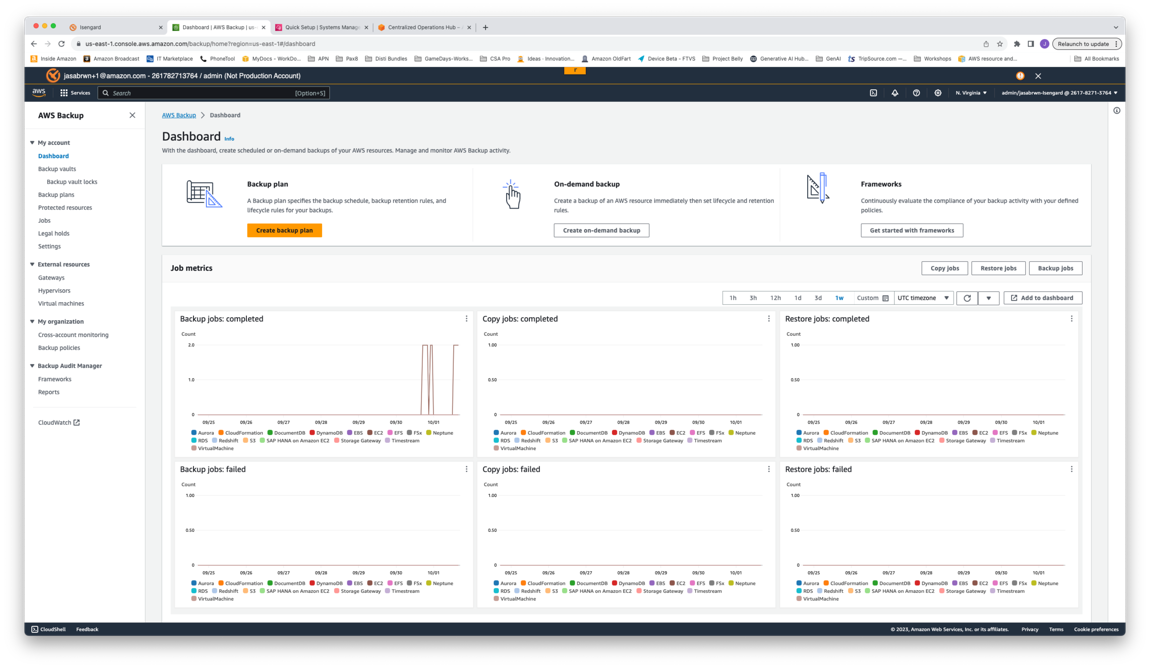 Isengard
Dashboard | AWS Backup | us-
Quick Setup | Systems Manag
Centralized Operations Hub –
us-east-1.console.aws.amazon.com/backup/home?region=us-east-1#/dashboard
Relaunch to update
Inside Amazon
Amazon Broadcast
IT Marketplace
PhoneTool
MyDocs - WorkDo...
APN
PaxB
Disti Bundles
GameDays-Works...
CSA Pro
Ideas · Innovation...
Amazon OldFart
Device Beta – FTVS
Project Belly
Generative AI Hub...
GenAI
TripSource.com —...
Workshops
AWS resource and...
All Bookmarks
jasabrwn+1@amazon.com - 261782713764 / admin (Not Production Account)
aws
Services
Search
[Option+S]
N. Virginia
admin/jasabrwn-Isengard @ 2617-8271-3764
AWS Backup
My account
Dashboard
Backup vaults
Backup vault locks
Backup plans
Protected resources
Jobs
Legal holds
Settings
External resources
Gateways
Hypervisors
Virtual machines
My organization
Cross-account monitoring
Backup policies
Backup Audit Manager
Frameworks
Reports
CloudWatch
AWS Backup > Dashboard
Dashboard Info
With the dashboard, create scheduled or on-demand backups of your AWS resources. Manage and monitor AWS Backup activity.
Backup plan
A Backup plan specifies the backup schedule, backup retention rules, and
lifecycle rules for your backups.
Create backup plan
On-demand backup
Create a backup of an AWS resource immediately then set lifecycle and retention
rules.
Create on-demand backup
Frameworks
Continuously evaluate the compliance of your backup activity with your defined
policies.
Get started with frameworks
Job metrics
Copy jobs
Restore jobs
Backup jobs
1h 3h 12h 1d 3d 1w Custom
UTC timezone
Add to dashboard
Backup jobs: completed
Count
2.0
1.0
0
09/25 09/26 09/27 09/28 09/29 09/30 10/01
Aurora CloudFormation DocumentDB DynamoDB EBS EC2 EFS FSx Neptune
RDS Redshift S3 SAP HANA on Amazon EC2 Storage Gateway Timestream
VirtualMachine
Copy jobs: completed
Count
1.00
0.50
0
09/25 09/26 09/27 09/28 09/29 09/30 10/01
Aurora CloudFormation DocumentDB DynamoDB EBS EC2 EFS FSx Neptune
RDS Redshift S3 SAP HANA on Amazon EC2 Storage Gateway Timestream
VirtualMachine
Restore jobs: completed
Count
1.00
0.50
0
09/25 09/26 09/27 09/28 09/29 09/30 10/01
Aurora CloudFormation DocumentDB DynamoDB EBS EC2 EFS FSx Neptune
RDS Redshift S3 SAP HANA on Amazon EC2 Storage Gateway Timestream
VirtualMachine
Backup jobs: failed
Count
1.00
0.50
0
09/25 09/26 09/27 09/28 09/29 09/30 10/01
Aurora CloudFormation DocumentDB DynamoDB EBS EC2 EFS FSx Neptune
RDS Redshift S3 SAP HANA on Amazon EC2 Storage Gateway Timestream
VirtualMachine
Copy jobs: failed
Count
1.00
0.50
0
09/25 09/26 09/27 09/28 09/29 09/30 10/01
Aurora CloudFormation DocumentDB DynamoDB EBS EC2 EFS FSx Neptune
RDS Redshift S3 SAP HANA on Amazon EC2 Storage Gateway Timestream
VirtualMachine
Restore jobs: failed
Count
1.00
0.50
0
09/25 09/26 09/27 09/28 09/29 09/30 10/01
Aurora CloudFormation DocumentDB DynamoDB EBS EC2 EFS FSx Neptune
RDS Redshift S3 SAP HANA on Amazon EC2 Storage Gateway Timestream
VirtualMachine
CloudShell
Feedback
© 2023, Amazon Web Services, Inc. or its affiliates.
Privacy
Terms
Cookie preferences